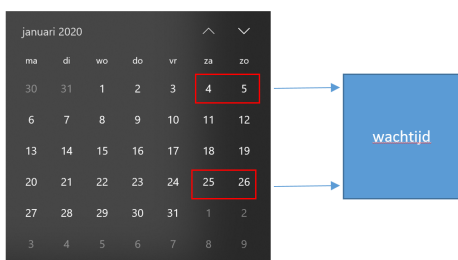 januari 2020
ma di wo do vr za zo
30 31 1 2 3 4 5
6 7 8 9 10 11 12
13 14 15 16 17 18 19
20 21 22 23 24 25 26
27 28 29 30 31 1 2
3 4 5 6 7 8 9
wachtijd